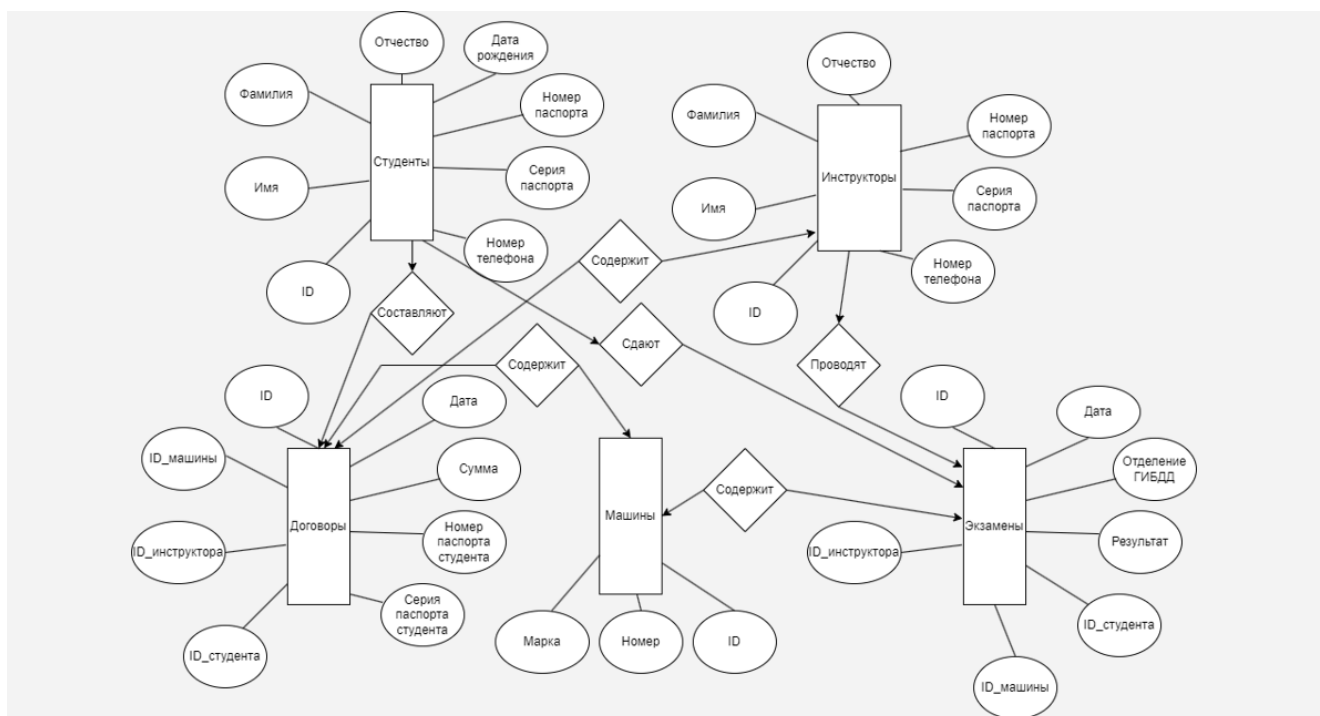 Отчество
Дата
рождения
Фамилия
Номер
паспорта
Студенты
Серия
паспорта
Имя
Номер
телефона
ID
Отчество
Фамилия
Номер
паспорта
Инструкторы
Серия
паспорта
Имя
Номер
телефона
ID
Содержит
Составляют
Содержит
Сдают
Проводят
ID
Дата
ID_машины
Сумма
Договоры
ID_инструктора
Номер
паспорта
студента
Серия
паспорта
студента
ID_студента
Машины
Содержит
Марка
Номер
ID
ID
Дата
Отделение
ГИБДД
Экзамены
Результат
ID_инструктора
ID_студента
ID_машины